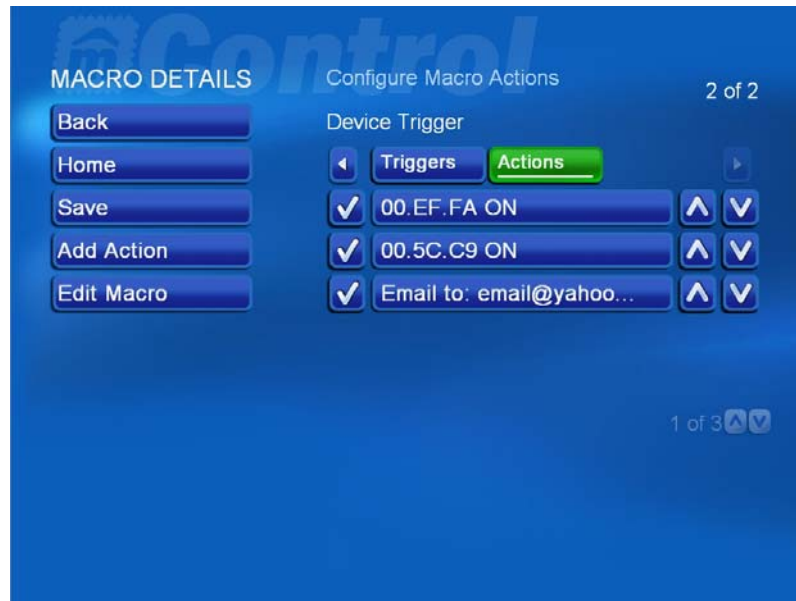 mControl
MACRO DETAILS
Configure Macro Actions
2 of 2
Back
Device Trigger
Home
Triggers
Actions
Save
00.EF.FA ON
Add Action
00.5C.C9 ON
Edit Macro
Email to: email@yahoo...
1 of 3